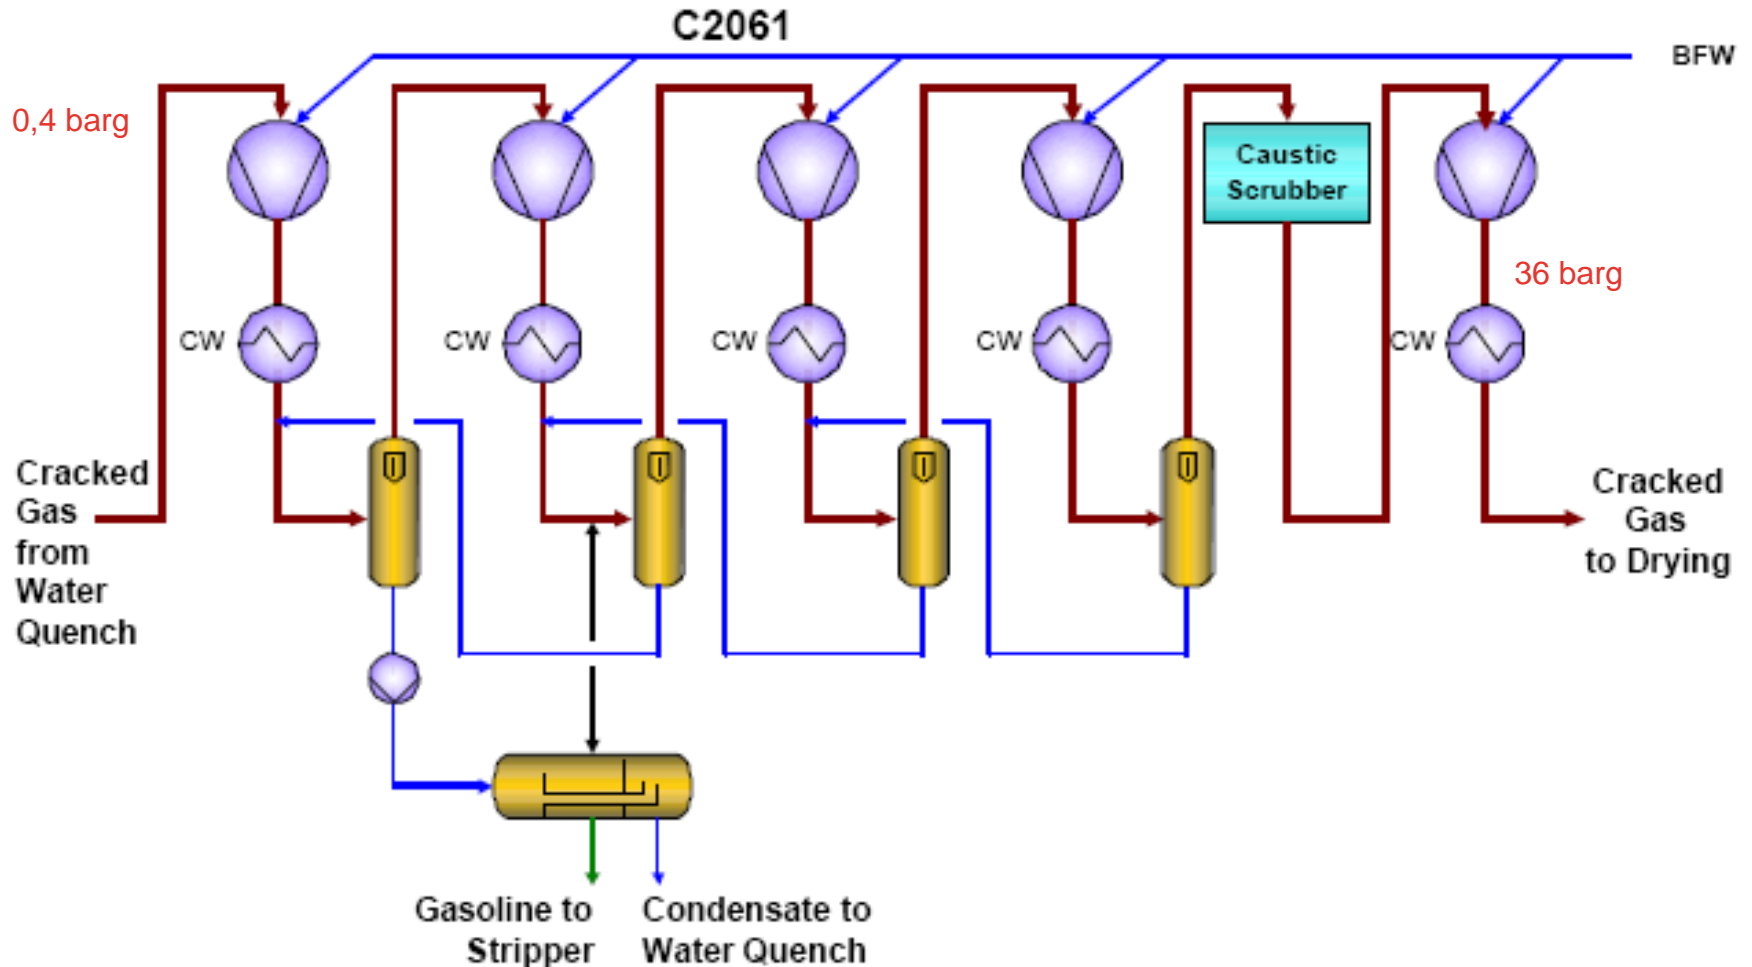 C2061
BFW
0,4 barg
Caustic
Scrubber
36 barg
CW
CW
CW
CW
CW
Cracked
Gas
from
Water
Quench
Cracked
Gas
to Drying
Gasoline to
Stripper
Condensate to
Water Quench